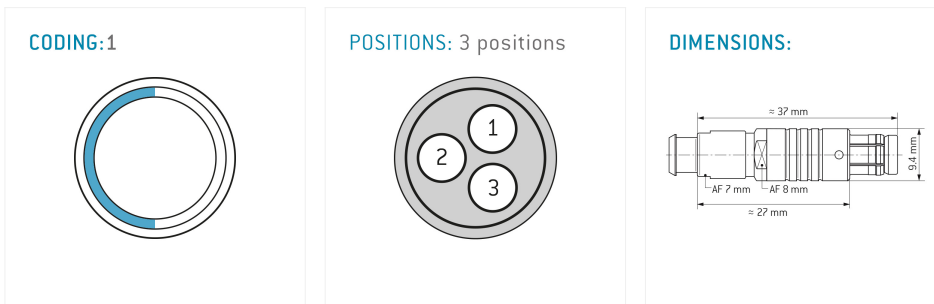 CODING:1
POSITIONS: 3 positions
1
2
3
DIMENSIONS:
≈ 37 mm
9.4 mm
AF 7 mm
AF 8 mm
≈ 27 mm